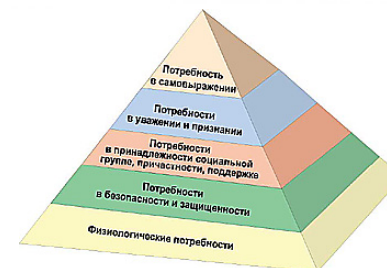 Потребность
в самовыражении
Потребности
в уважении и признании
Потребности
в принадлежности социальной
группе, причастности, поддержке
Потребности
в безопасности и защищенности
Физиологические потребности